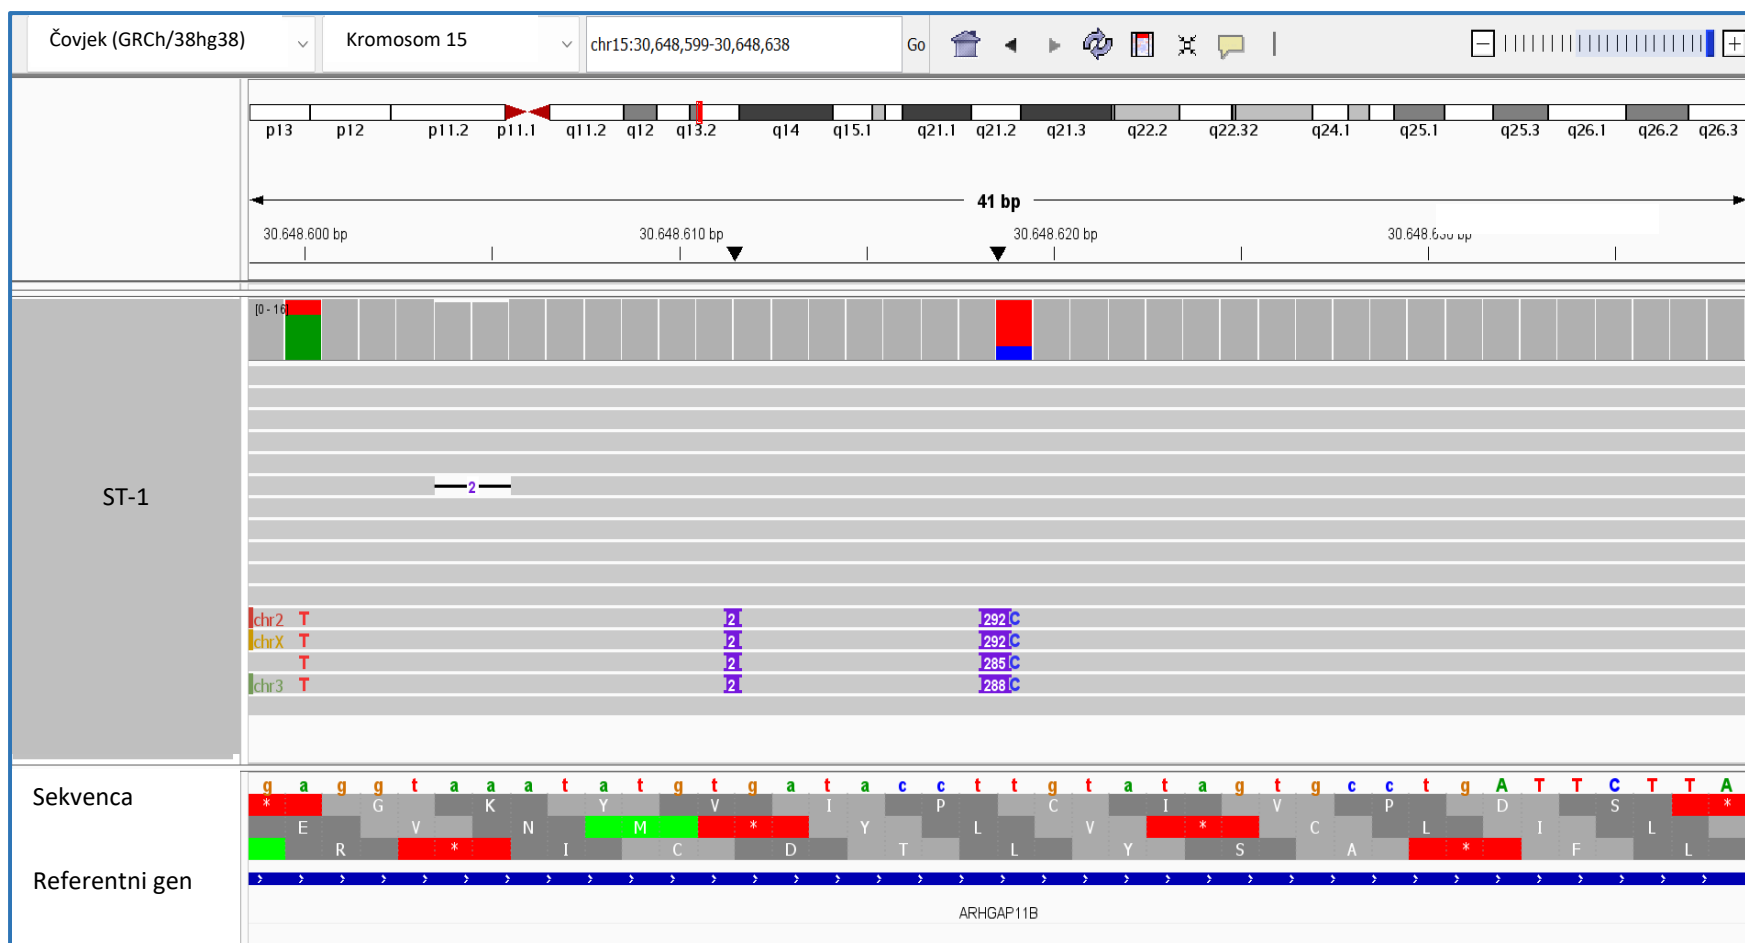 Čovjek (GRCh/38hg38) Kromosom 15 chr15:30,648,599-30,648,638 Go
p13 p12 p11.2 p11.1 q11.2 q12 q13.2 q14 q15.1 q21.1 q21.2 q21.3 q22.2 q22.32 q24.1 q25.1 q25.3 q26.1 q26.2 q26.3
41 bp
30.648.600 bp 30.648.610 bp 30.648.620 bp
[0 - 16]
ST-1
2
chr2 T 2 292 C
chrX T 2 292 C
T 2 285 C
chr3 T 2 288 C
Sekvenca
g a g g t a a a t a t g t g a t a c c t t g t a t a g t g c c t g A T T C T T A
* G K Y V I P C I V P D S *
E V N M * Y L V * C L I L
R * I C D T L Y S A * F L
Referentni gen
ARHGAP11B